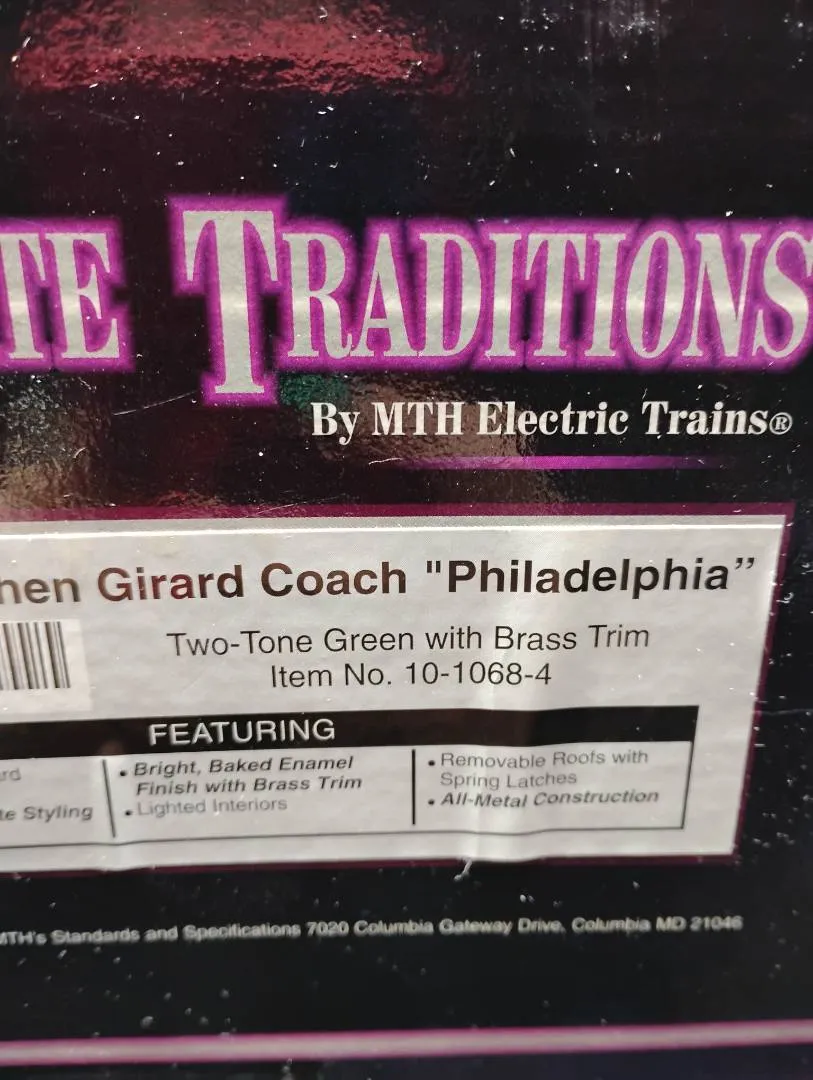 TE TRADITIONS
By MTH Electric Trains®
hen Girard Coach "Philadelphia”
Two-Tone Green with Brass Trim
Item No. 10-1068-4
FEATURING
rd
te Styling
• Bright, Baked Enamel
Finish with Brass Trim
• Lighted Interiors
• Removable Roofs with
Spring Latches
• All-Metal Construction
MTH's Standards and Specifications 7020 Columbia Gateway Drive, Columbia MD 21046